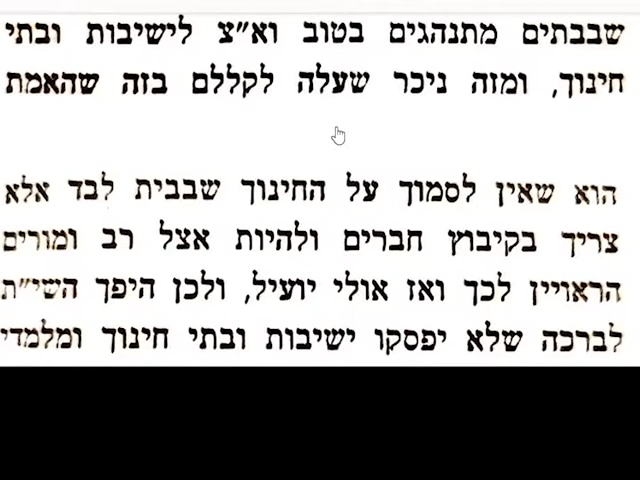 שבבתים מתנהגים בטוב וא״צ לישיבות ובתי
חינוך, ומזה ניכר שעלה לקללם בזה שהאמת
הוא שאין לסמוך על החינוך שבבית לבד אלא
צריך בקיבוץ חברים ולהיות אצל רב ומורים
הראויין לכך ואז אולי יועיל, ולכן היפך השי״ת
לברכה שלא יפסקו ישיבות ובתי חינוך ומלמדי